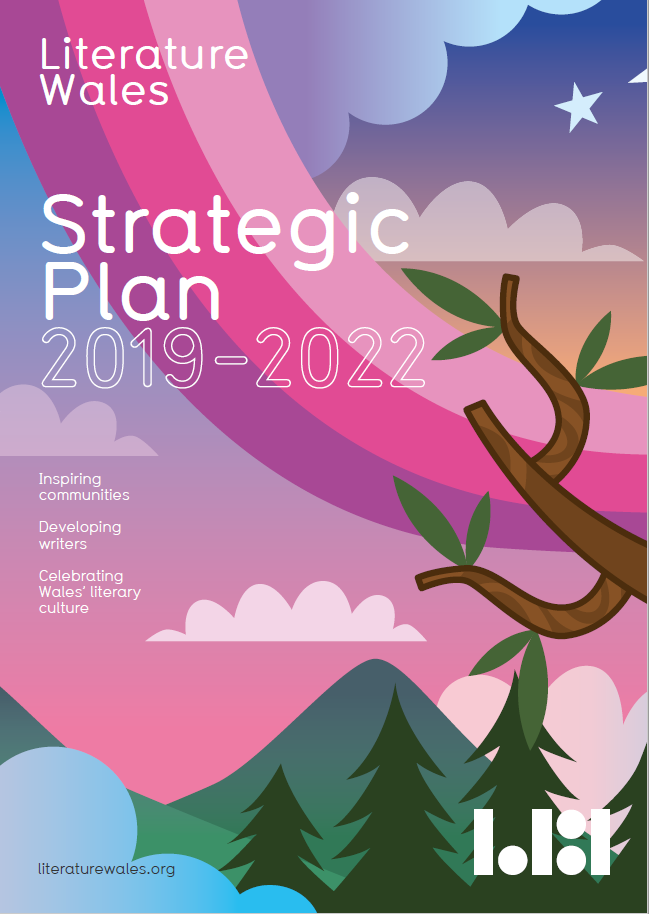 Literature
Wales
Strategic
Plan
2019–2022
Inspiring
communities
Developing
writers
Celebrating
Wales' literary
culture
literaturewales.org